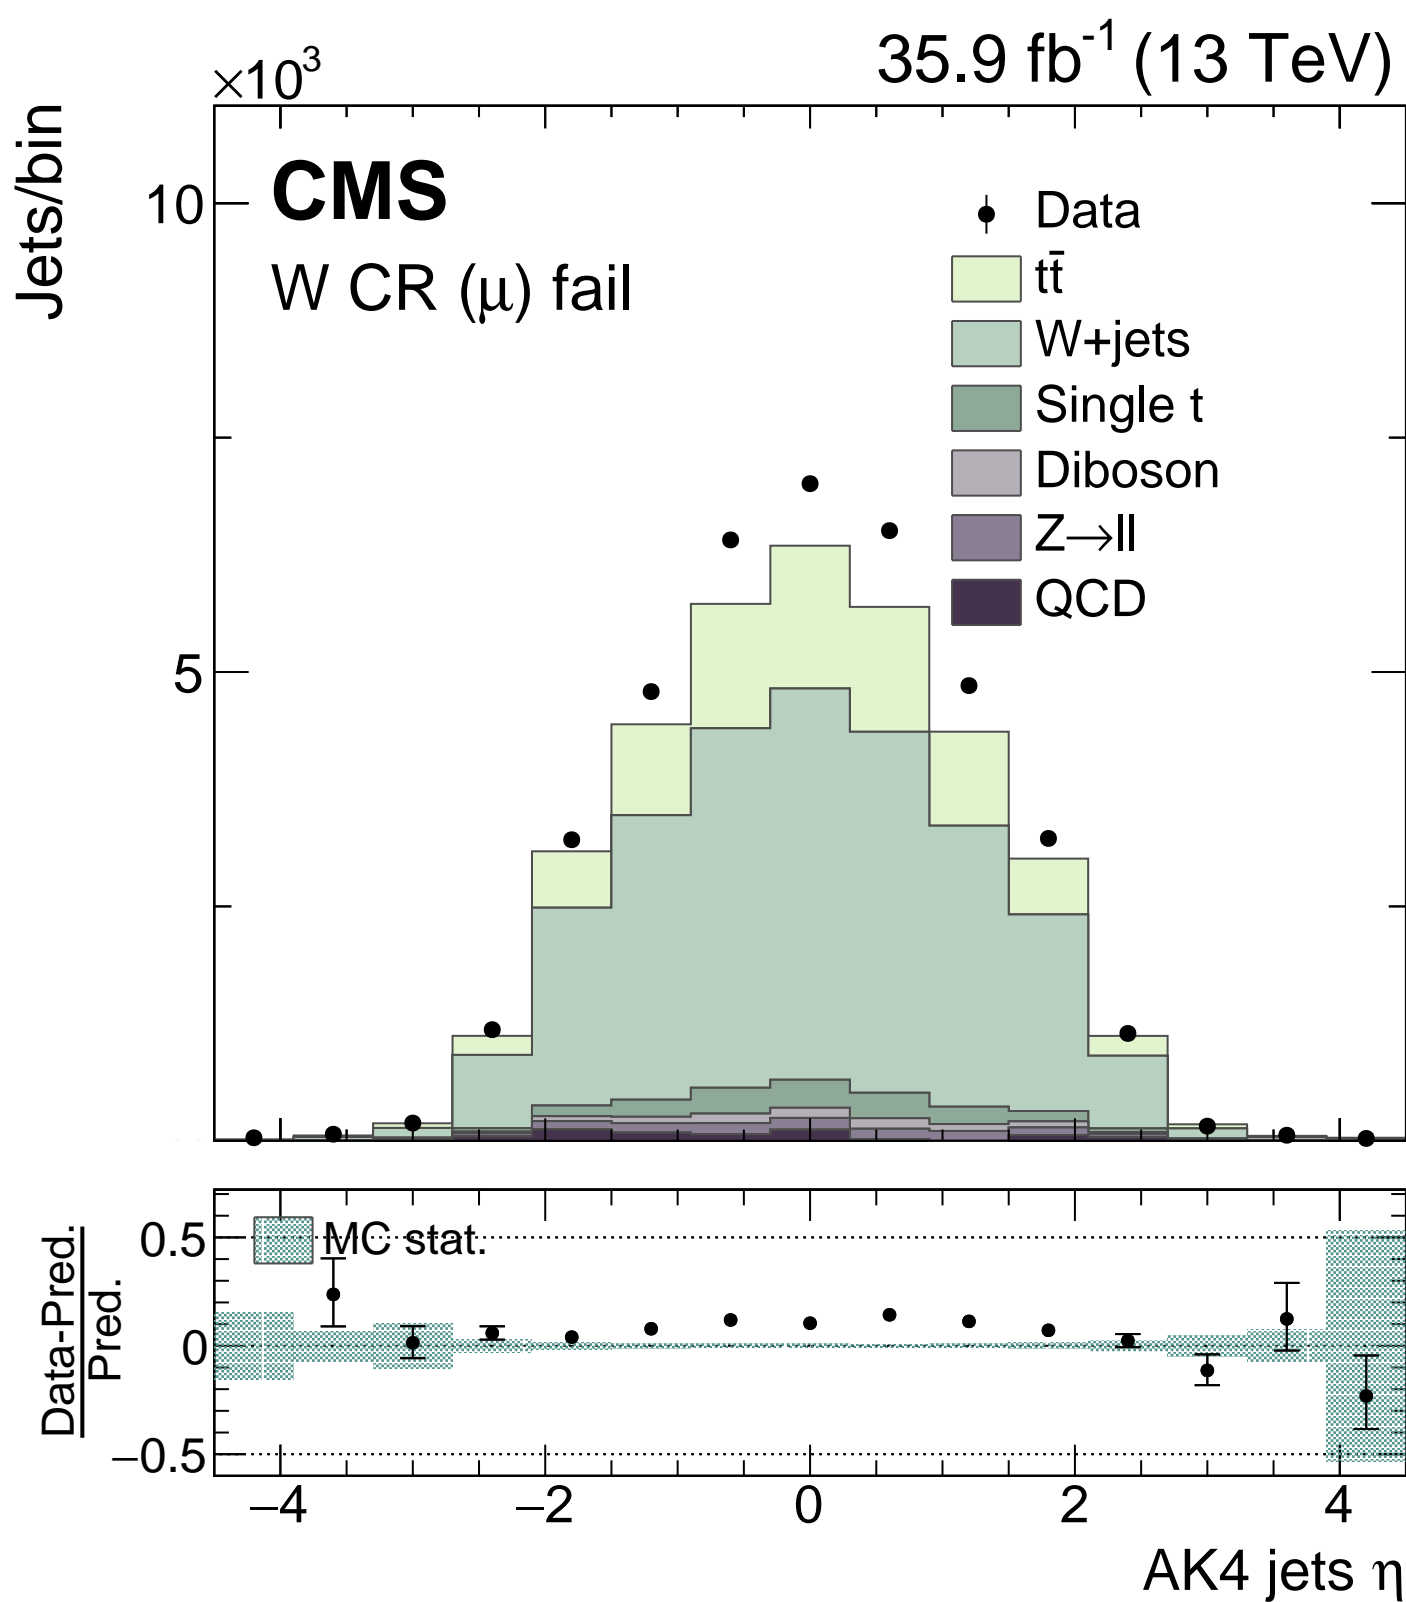 ×10³
35.9 fb⁻¹ (13 TeV)
Jets/bin
CMS
W CR (μ) fail
Data
tt̄
W+jets
Single t
Diboson
Z→ll
QCD
10
5
MC stat.
Data-Pred.
Pred.
0.5
0
−0.5
−4 −2 0 2 4
AK4 jets η